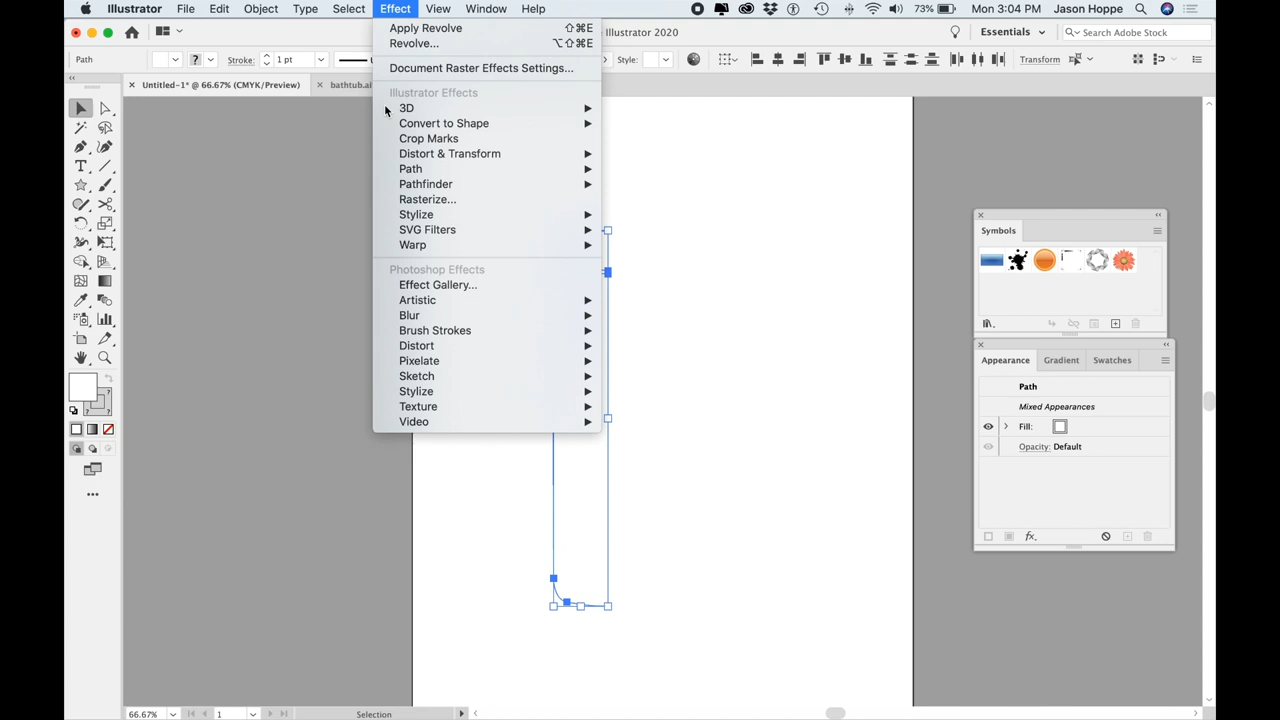 Illustrator File Edit Object Type Select Effect View Window Help 73% Mon 3:04 PM Jason Hoppe
Apply Revolve ⇧⌘E
Revolve... ⌥⇧⌘E
Illustrator 2020
Essentials
Search Adobe Stock
Path
Stroke:
1 pt
Style:
Transform
Document Raster Effects Settings...
Untitled-1* @ 66.67% (CMYK/Preview)
bathtub.ai
Illustrator Effects
3D
Convert to Shape
Crop Marks
Distort & Transform
Path
Pathfinder
Rasterize...
Stylize
SVG Filters
Warp
Photoshop Effects
Effect Gallery...
Artistic
Blur
Brush Strokes
Distort
Pixelate
Sketch
Stylize
Texture
Video
Symbols
Appearance Gradient Swatches
Path
Mixed Appearances
Fill:
Opacity: Default
fx.
66.67%
1
Selection